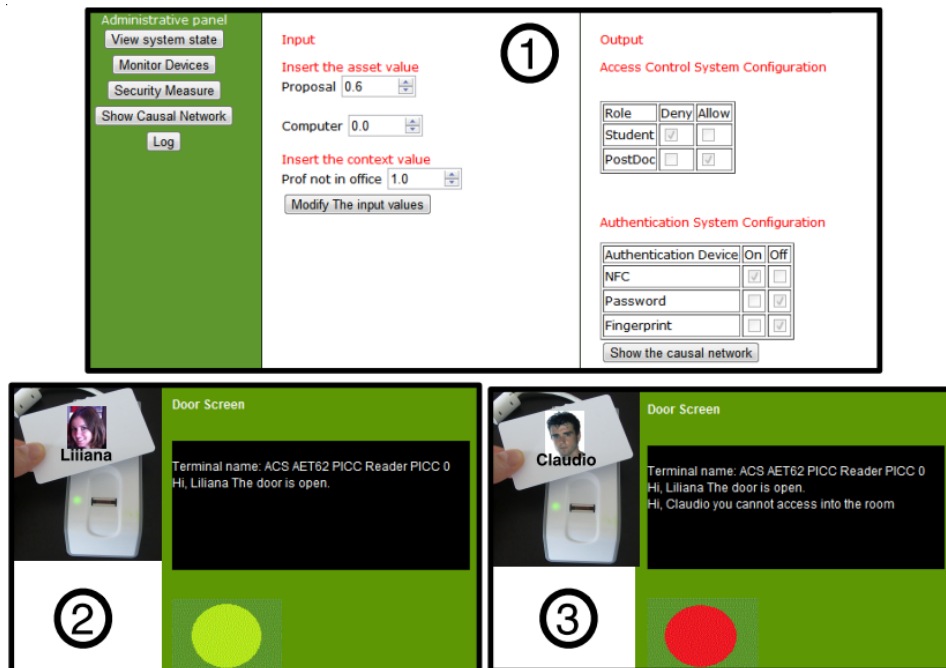 Administrative panel
View system state
Monitor Devices
Security Measure
Show Causal Network
Log
Input
Insert the asset value
Proposal 0.6
Computer 0.0
Insert the context value
Prof not in office 1.0
Modify The input values
1
Output
Access Control System Configuration
Role Deny Allow
Student
PostDoc
Authentication System Configuration
Authentication Device On Off
NFC
Password
Fingerprint
Show the causal network
Liliana
2
Door Screen
Terminal name: ACS AET62 PICC Reader PICC 0
Hi, Liliana The door is open.
Claudio
3
Door Screen
Terminal name: ACS AET62 PICC Reader PICC 0
Hi, Liliana The door is open.
Hi, Claudio you cannot access into the room